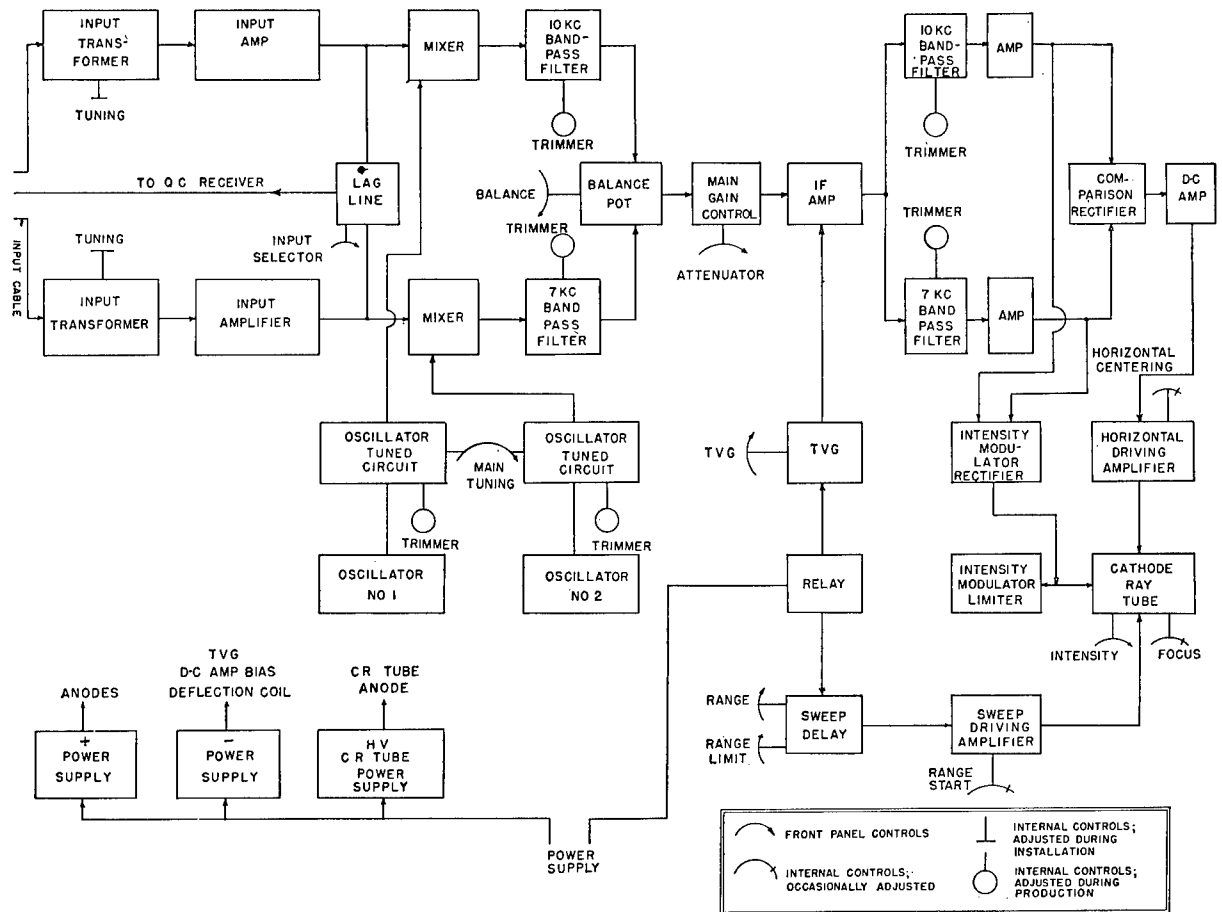 INPUT
TRANS-
FORMER
TUNING
INPUT
AMP
MIXER
10 KC
BAND-
PASS
FILTER
TRIMMER
10 KC
BAND-
PASS
FILTER
TRIMMER
AMP
TO QC RECEIVER
LAG
LINE
INPUT
SELECTOR
BALANCE
BALANCE
POT
MAIN
GAIN
CONTROL
ATTENUATOR
IF
AMP
COM-
PARISON
RECTIFIER
D-C
AMP
INPUT CABLE
TUNING
INPUT
TRANSFORMER
INPUT
AMPLIFIER
MIXER
TRIMMER
7 KC
BAND
PASS
FILTER
TRIMMER
7 KC
BAND
PASS
FILTER
AMP
HORIZONTAL
CENTERING
OSCILLATOR
TUNED
CIRCUIT
TRIMMER
MAIN
TUNING
OSCILLATOR
TUNED
CIRCUIT
TRIMMER
TVG
TVG
INTENSITY
MODU-
LATOR
RECTIFIER
HORIZONTAL
DRIVING
AMPLIFIER
OSCILLATOR
NO 1
OSCILLATOR
NO 2
RELAY
INTENSITY
MODULATOR
LIMITER
CATHODE
RAY
TUBE
INTENSITY
FOCUS
ANODES
+
POWER
SUPPLY
TVG
D-C AMP BIAS
DEFLECTION COIL
-
POWER
SUPPLY
CR TUBE
ANODE
HV
CR TUBE
POWER
SUPPLY
POWER
SUPPLY
RANGE
RANGE
LIMIT
SWEEP
DELAY
SWEEP
DRIVING
AMPLIFIER
RANGE
START
FRONT PANEL CONTROLS
INTERNAL CONTROLS;
OCCASIONALLY ADJUSTED
INTERNAL CONTROLS;
ADJUSTED DURING
INSTALLATION
INTERNAL CONTROLS;
ADJUSTED DURING
PRODUCTION